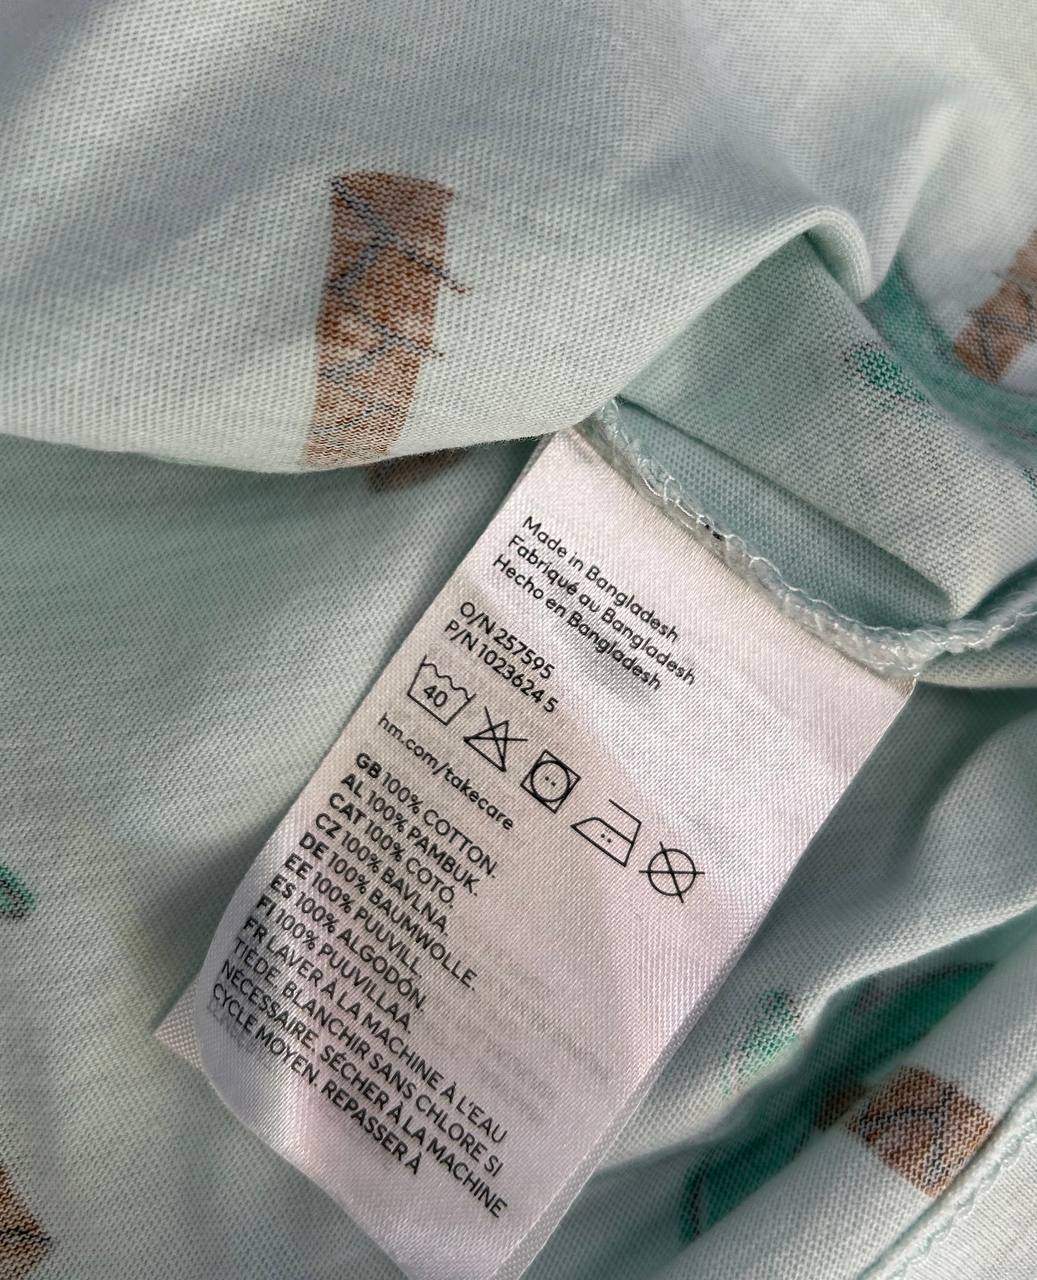 Made in Bangladesh
Fabriqué au Bangladesh
Hecho en Bangladesh
O/N 257595
P/N 1023624 5
40
hm.com/takecare
GB 100% COTTON.
AL 100% PAMBUK.
CAT 100% COTÓ.
CZ 100% BAVLNA.
DE 100% BAUMWOLLE.
EE 100% PUUVILL.
ES 100% ALGODÓN.
FI 100% PUUVILLAA.
FR LAVER À LA MACHINE À L'EAU
TIÈDE. BLANCHIR SANS CHLORE SI
NÉCESSAIRE. SÉCHER À LA MACHINE
CYCLE MOYEN. REPASSER À